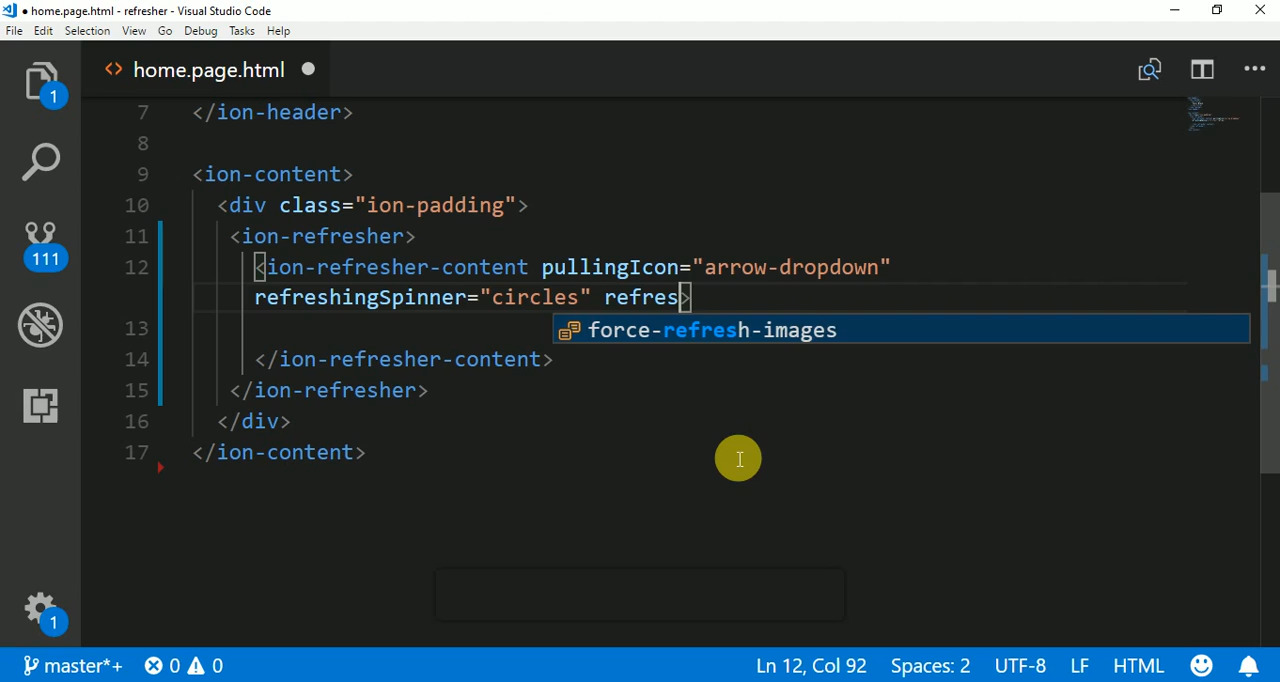 ● home.page.html - refresher - Visual Studio Code
File Edit Selection View Go Debug Tasks Help
1
<> home.page.html ●
7 </ion-header>
8
9 <ion-content>
10 <div class="ion-padding">
11 <ion-refresher>
12 <ion-refresher-content pullingIcon="arrow-dropdown"
refreshingSpinner="circles" refres>
force-refresh-images
13
14 </ion-refresher-content>
15 </ion-refresher>
16 </div>
17 </ion-content>
111
1
master*+ 0 0 Ln 12, Col 92 Spaces: 2 UTF-8 LF HTML